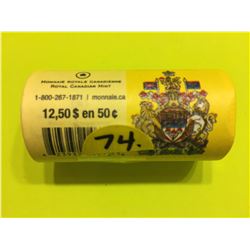 MONNAIE ROYALE CANADIENNE
ROYAL CANADIAN MINT
1-800-267-1871 | monnaie.ca
12,50 $ en 50 ¢
74.